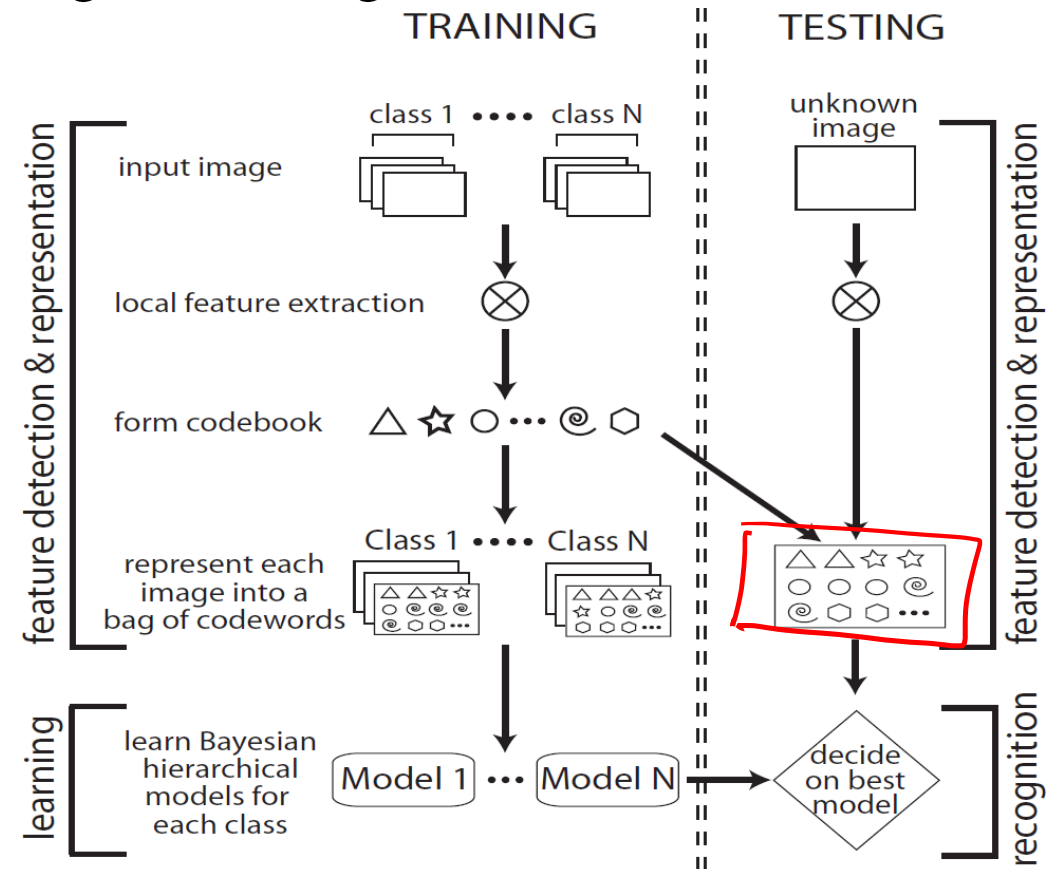 TRAINING
TESTING
class 1 •••• class N
unknown
image
input image
local feature extraction
form codebook
•••
Class 1 •••• Class N
represent each
image into a
bag of codewords
•••
•••
•••
learn Bayesian
hierarchical
models for
each class
Model 1 ••• Model N
decide
on best
model
feature detection & representation
learning
feature detection & representation
recognition